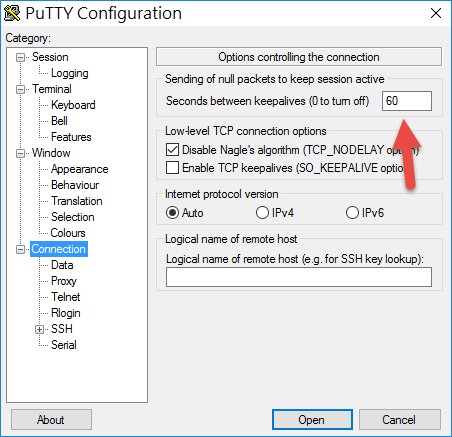 PuTTY Configuration
Category:
Session
Logging
Terminal
Keyboard
Bell
Features
Window
Appearance
Behaviour
Translation
Selection
Colours
Connection
Data
Proxy
Telnet
Rlogin
SSH
Serial
Options controlling the connection
Sending of null packets to keep session active
Seconds between keepalives (0 to turn off) 60
Low-level TCP connection options
Disable Nagle's algorithm (TCP_NODELAY option)
Enable TCP keepalives (SO_KEEPALIVE option
Internet protocol version
Auto IPv4 IPv6
Logical name of remote host
Logical name of remote host (e.g. for SSH key lookup):
About Open Cancel